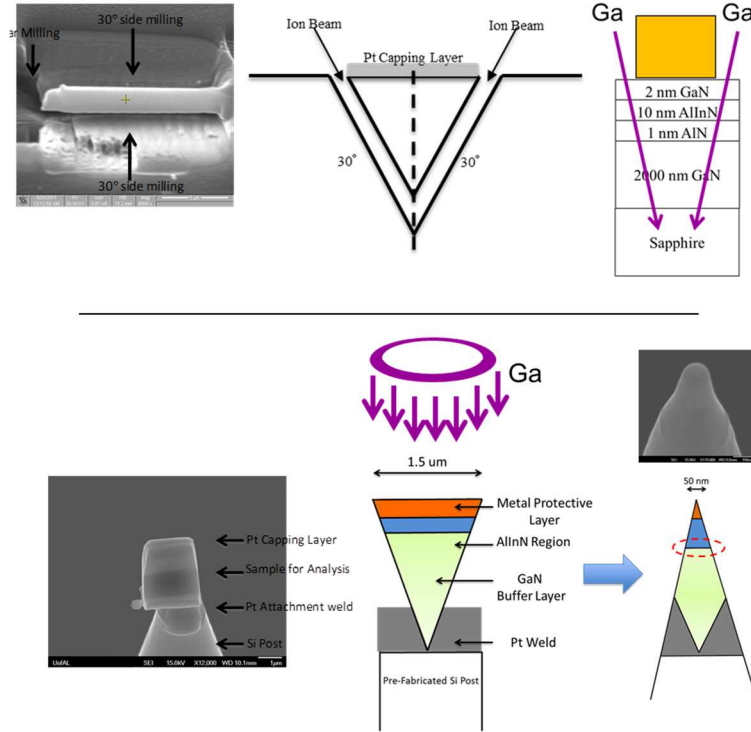 ar Milling
30° side milling
30° side milling
Ion Beam
Ion Beam
Pt Capping Layer
30°
30°
Ga
Ga
2 nm GaN
10 nm AlInN
1 nm AlN
2000 nm GaN
Sapphire
Ga
1.5 um
Metal Protective
Layer
AlInN Region
GaN
Buffer Layer
Pt Weld
Pre-Fabricated Si Post
50 nm
Pt Capping Layer
Sample for Analysis
Pt Attachment weld
Si Post
UofAL SEI 15.0kV X12,000 WD 10.1mm 1μm